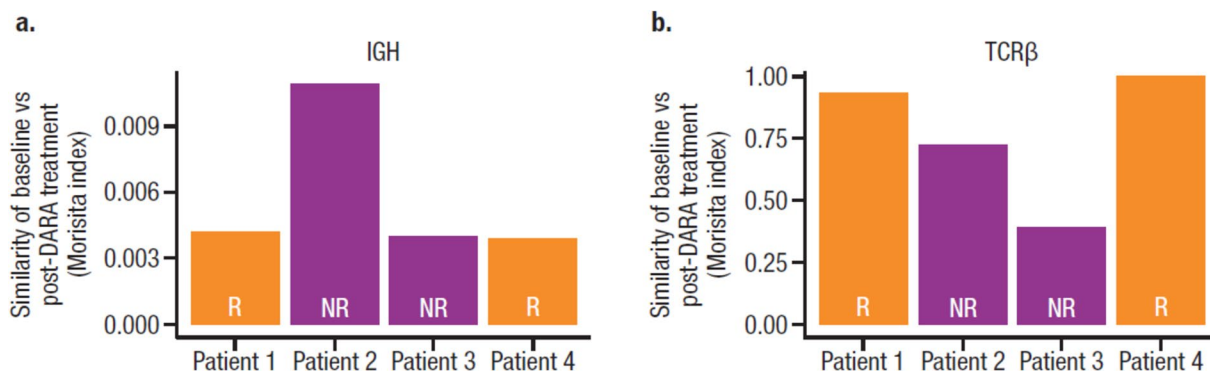 a.
IGH
Similarity of baseline vs
post-DARA treatment
(Morisita index)
0.009
0.006
0.003
0.000
R
NR
NR
R
Patient 1
Patient 2
Patient 3
Patient 4
b.
TCRβ
Similarity of baseline vs
post-DARA treatment
(Morisita index)
1.00
0.75
0.50
0.25
0.00
R
NR
NR
R
Patient 1
Patient 2
Patient 3
Patient 4